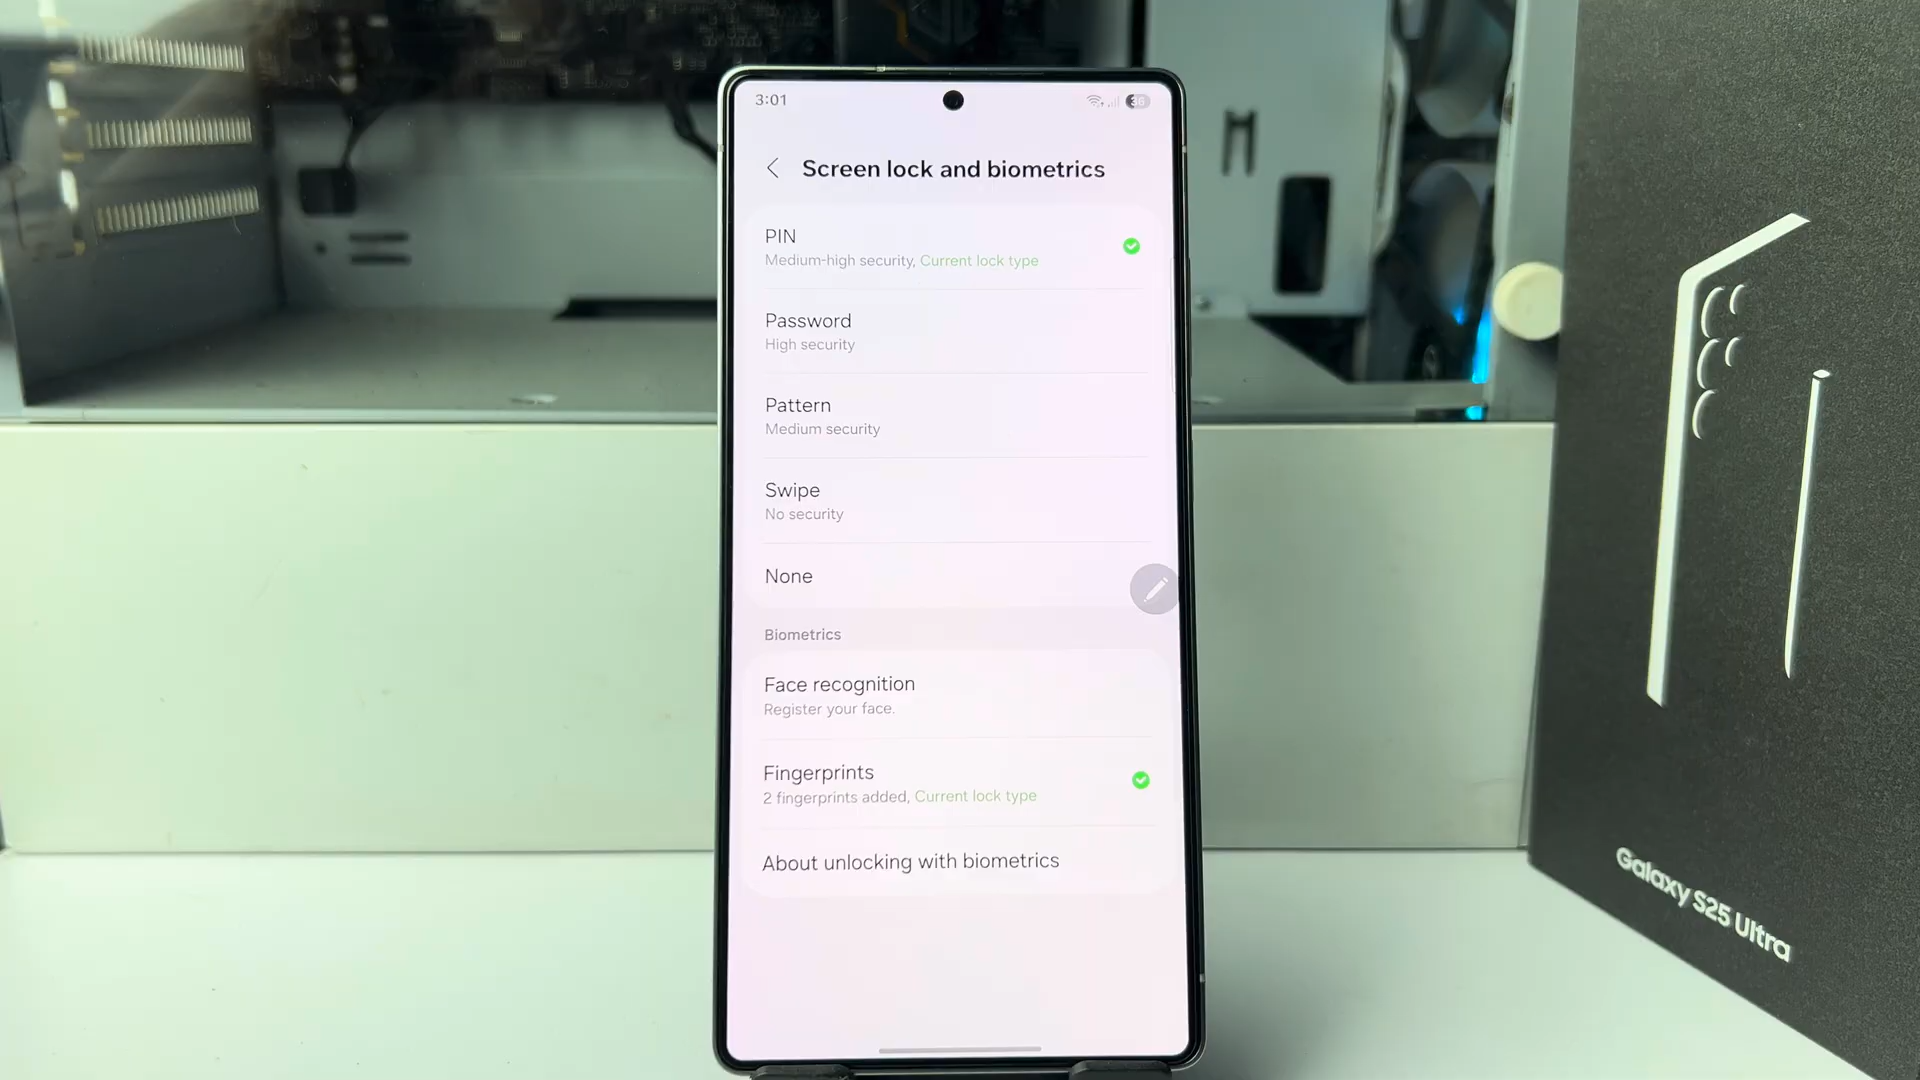 3:01
36
Screen lock and biometrics
PIN
Medium-high security, Current lock type
Password
High security
Pattern
Medium security
Swipe
No security
None
Biometrics
Face recognition
Register your face.
Fingerprints
2 fingerprints added, Current lock type
About unlocking with biometrics
Galaxy S25 Ultra